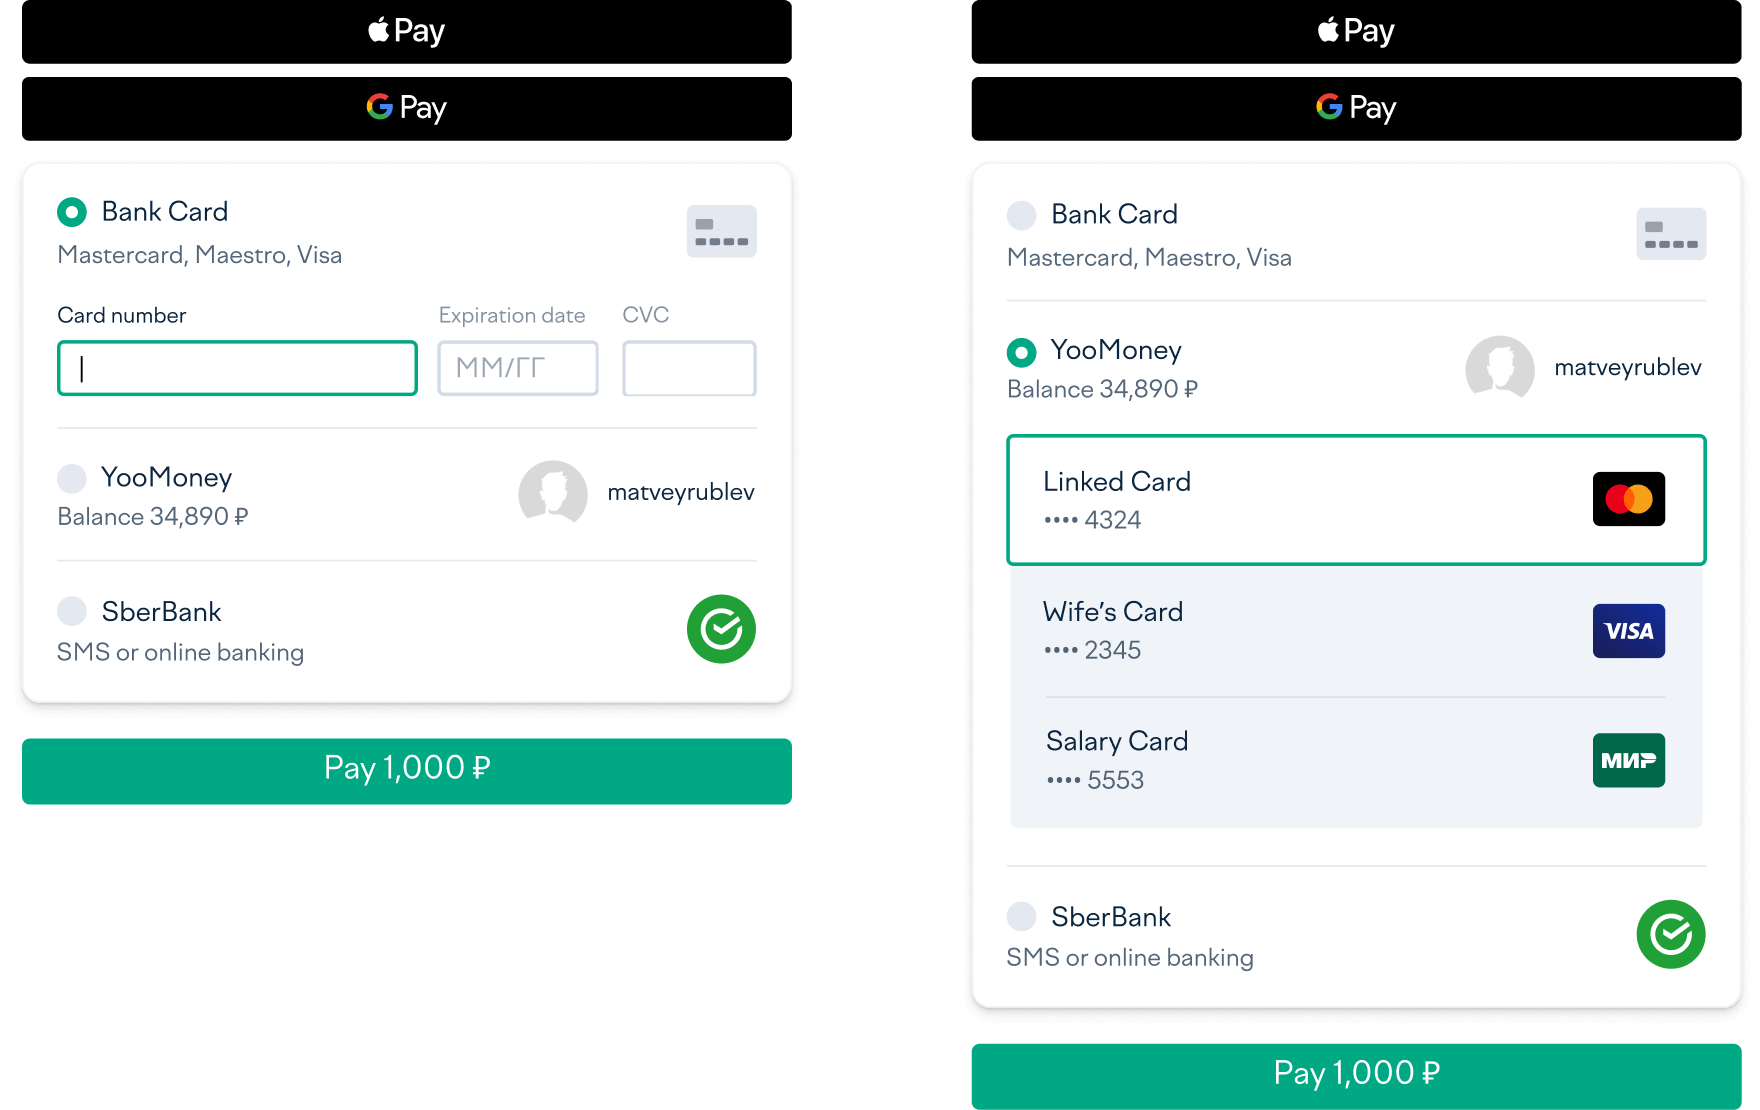 Pay
G Pay
Bank Card
Mastercard, Maestro, Visa
Card number
Expiration date
CVC
ММ/ГГ
YooMoney
Balance 34,890 ₽
matveyrublev
SberBank
SMS or online banking
Pay 1,000 ₽
Pay
G Pay
Bank Card
Mastercard, Maestro, Visa
YooMoney
Balance 34,890 ₽
matveyrublev
Linked Card
•••• 4324
Wife’s Card
•••• 2345
VISA
Salary Card
•••• 5553
МИР
SberBank
SMS or online banking
Pay 1,000 ₽